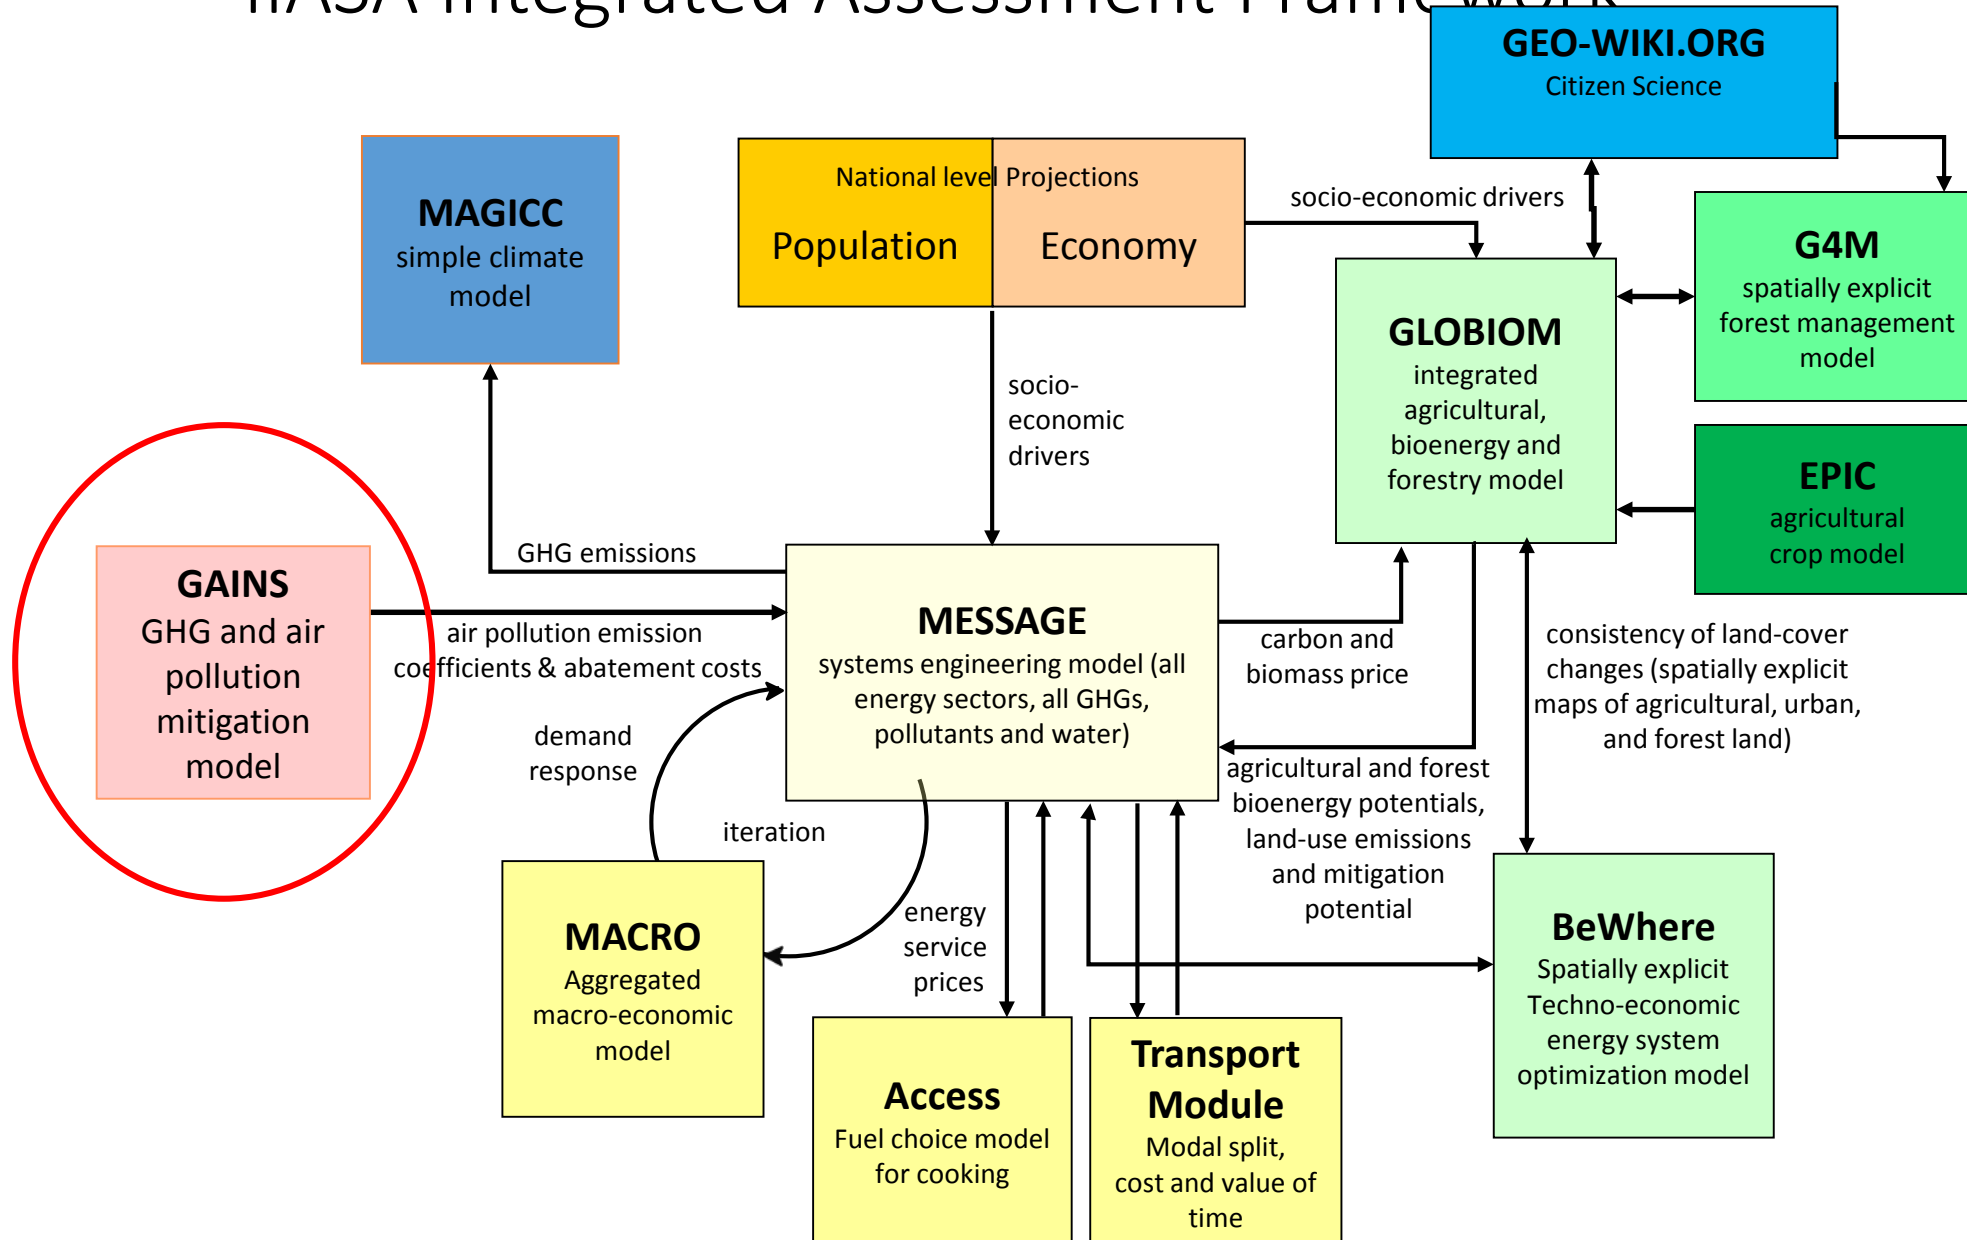 IIASA Integrated Assessment Framework
GEO-WIKI.ORG
Citizen Science
MAGICC
simple climate
model
National level Projections
Population
Economy
socio-economic drivers
G4M
spatially explicit
forest management
model
GLOBIOM
integrated
agricultural,
bioenergy and
forestry model
socio-
economic
drivers
EPIC
agricultural
crop model
GHG emissions
GAINS
GHG and air
pollution
mitigation
model
air pollution emission
coefficients & abatement costs
MESSAGE
systems engineering model (all
energy sectors, all GHGs,
pollutants and water)
carbon and
biomass price
consistency of land-cover
changes (spatially explicit
maps of agricultural, urban,
and forest land)
demand
response
iteration
agricultural and forest
bioenergy potentials,
land-use emissions
and mitigation
potential
energy
service
prices
MACRO
Aggregated
macro-economic
model
BeWhere
Spatially explicit
Techno-economic
energy system
optimization model
Access
Fuel choice model
for cooking
Transport
Module
Modal split,
cost and value of
time